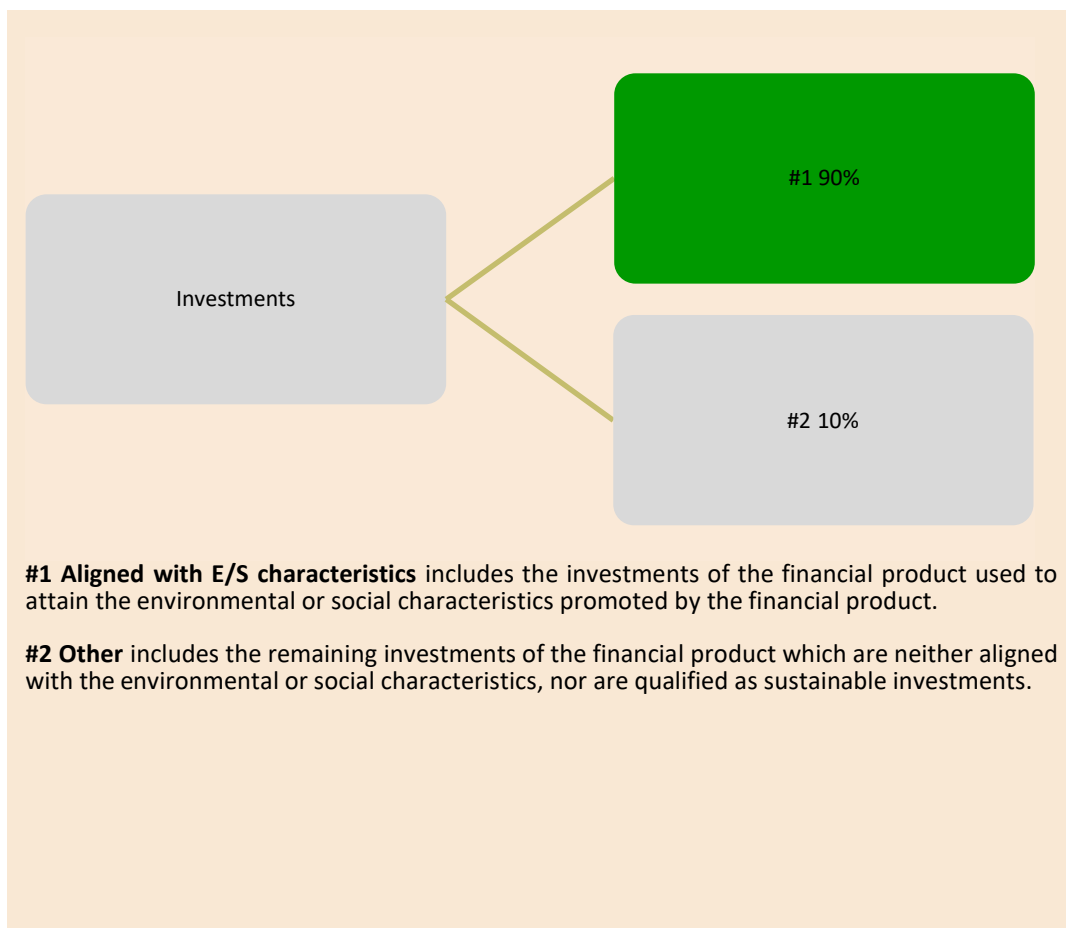 #1 90%
Investments
#2 10%
#1 Aligned with E/S characteristics includes the investments of the financial product used to
attain the environmental or social characteristics promoted by the financial product.
#2 Other includes the remaining investments of the financial product which are neither aligned
with the environmental or social characteristics, nor are qualified as sustainable investments.